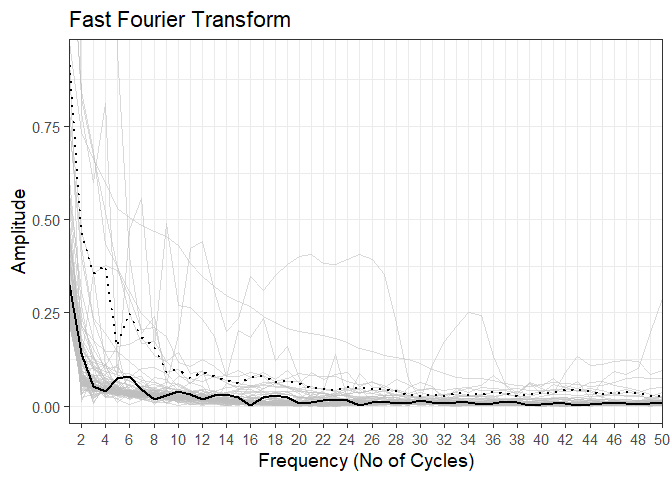 Fast Fourier Transform
Amplitude
0.75
0.50
0.25
0.00
2 4 6 8 10 12 14 16 18 20 22 24 26 28 30 32 34 36 38 40 42 44 46 48 50
Frequency (No of Cycles)